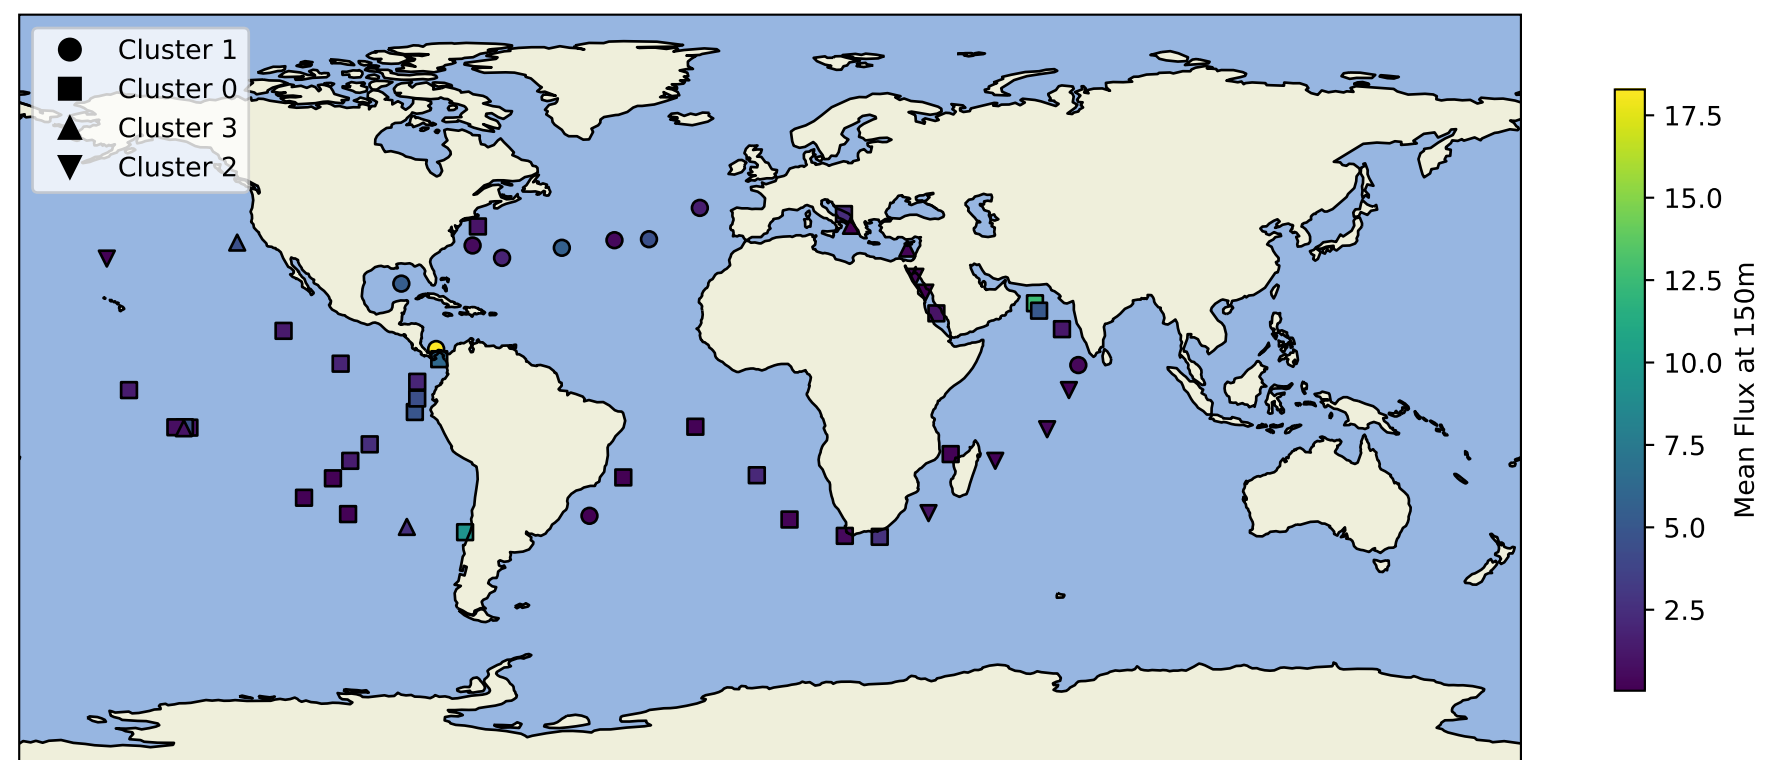 Cluster 1
Cluster 0
Cluster 3
Cluster 2
17.5
15.0
12.5
10.0
7.5
5.0
2.5
Mean Flux at 150m